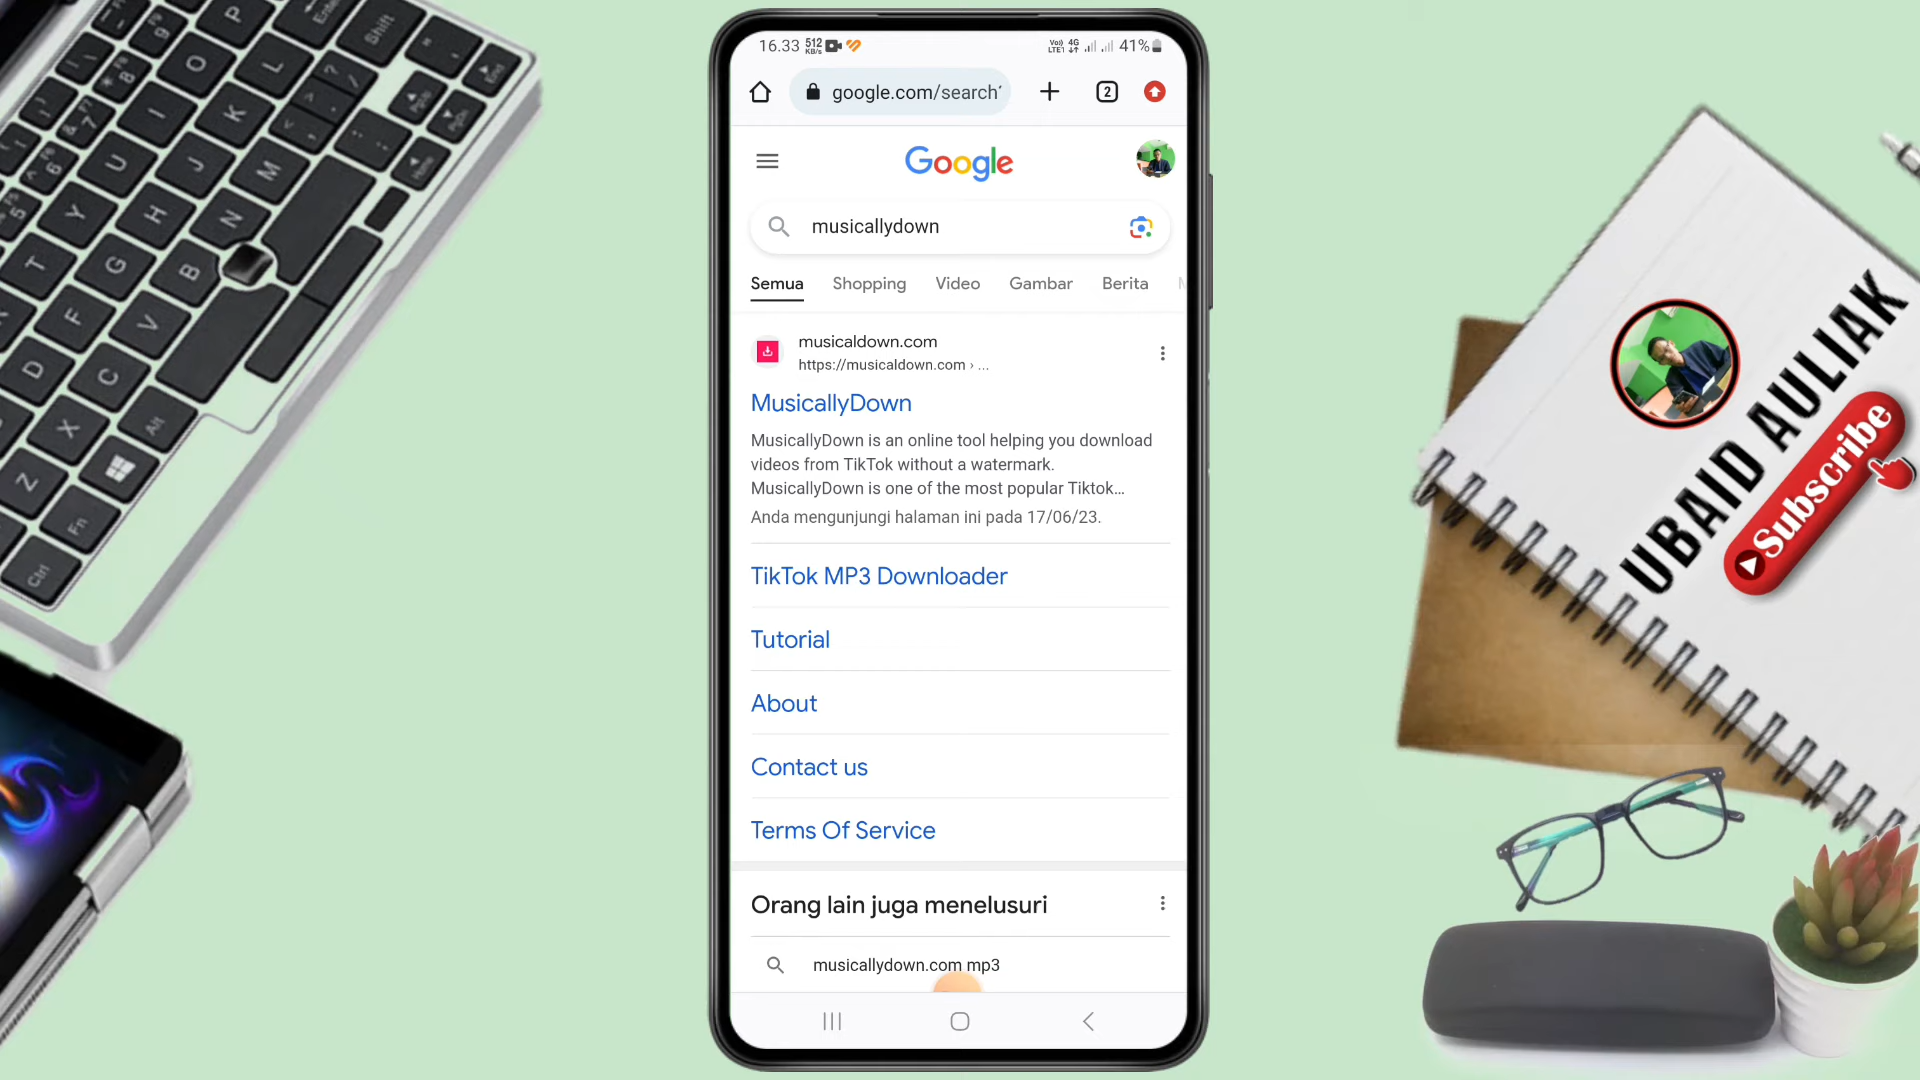 16.33 512 KB/s
Vo) 4G LTE1 41%
google.com/search
2
Google
musicallydown
Semua Shopping Video Gambar Berita
musicaldown.com
https://musicaldown.com › ...
MusicallyDown
MusicallyDown is an online tool helping you download
videos from TikTok without a watermark.
MusicallyDown is one of the most popular Tiktok...
Anda mengunjungi halaman ini pada 17/06/23.
TikTok MP3 Downloader
Tutorial
About
Contact us
Terms Of Service
Orang lain juga menelusuri
musicallydown.com mp3
UBAID AULIAK
Subscribe